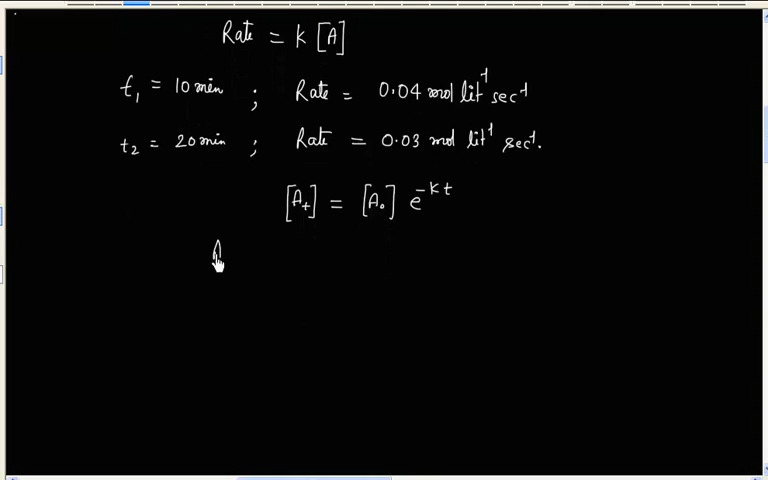 Rate = K [A]
t₁ = 10 min ; Rate = 0.04 mol lit⁻¹ sec⁻¹
t₂ = 20 min ; Rate = 0.03 mol lit⁻¹ sec⁻¹.
[Aₜ] = [A₀] e⁻ᴷᵗ